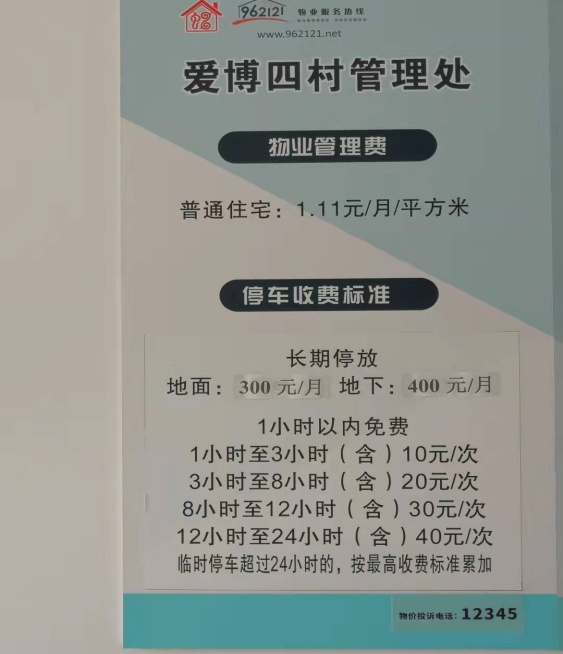 962121 物业服务热线
www.962121.net
爱博四村管理处
物业管理费
普通住宅：1.11元/月/平方米
停车收费标准
长期停放
地面：300元/月 地下：400元/月
1小时以内免费
1小时至3小时（含）10元/次
3小时至8小时（含）20元/次
8小时至12小时（含）30元/次
12小时至24小时（含）40元/次
临时停车超过24小时的，按最高收费标准累加
物价投诉电话：12345